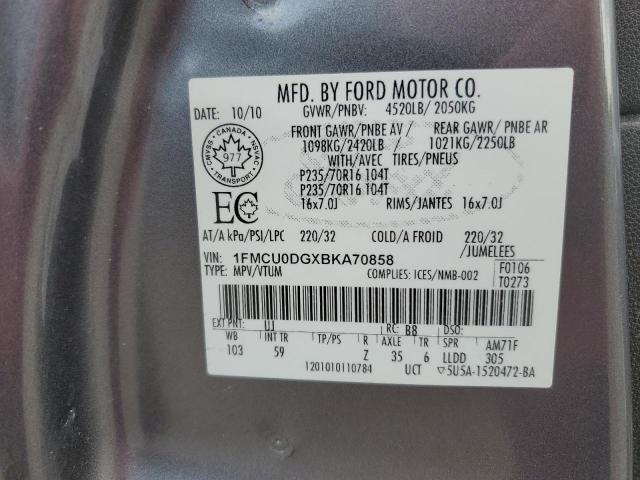 MFD. BY FORD MOTOR CO.
DATE: 10/10 GVWR/PNBV: 4520LB/ 2050KG
FRONT GAWR/PNBE AV / REAR GAWR/ PNBE AR
1098KG/2420LB 1021KG/2250LB
WITH/AVEC TIRES/PNEUS
P235/70R16 104T
P235/70R16 104T
16x7.0J RIMS/JANTES 16x7.0J
CANADA
CMVSS NSVAC
977
TRANSPORT
EC
AT/A kPa/PSI/LPC 220/32 COLD/A FROID 220/32
/JUMELEES
VIN: 1FMCU0DGXBKA70858
TYPE: MPV/VTUM COMPLIES: ICES/NMB-002 F0106
T0273
EXT PNT: UJ RC: B8 DSO:
WB INT TR TP/PS R AXLE TR SPR AM71F
103 59 Z 35 6 LLDD 305
1201010110784 UCT ▽5U5A-1520472-BA